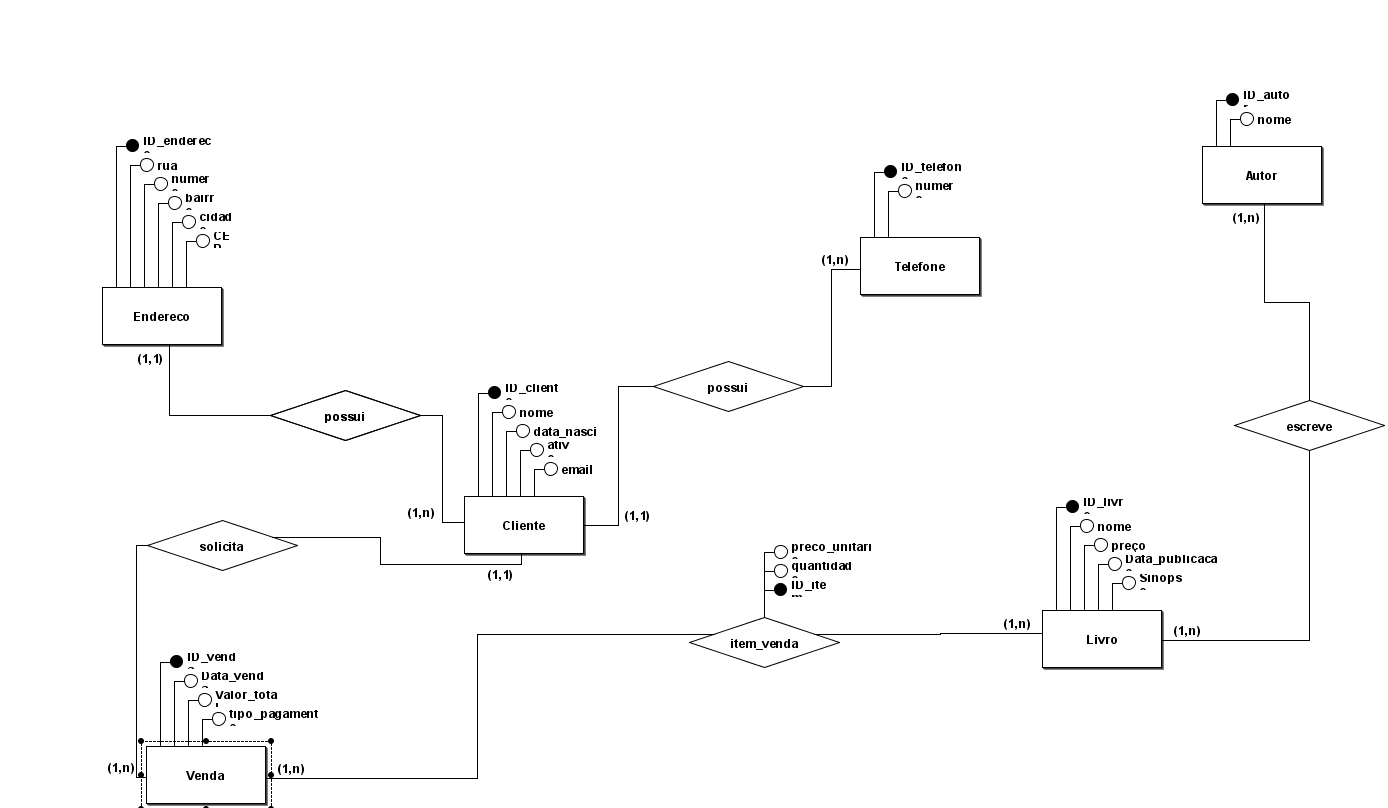 ID_auto
nome
Autor
(1,n)
ID_enderec
rua
numer
bairr
cidad
CE
Endereco
(1,1)
ID_telefon
numer
Telefone
(1,n)
possui
possui
escreve
ID_client
nome
data_nasci
ativ
email
Cliente
(1,n)
(1,1)
(1,1)
solicita
ID_livr
nome
preço
Data_publicaca
Sinops
Livro
(1,n)
(1,n)
preco_unitari
quantidad
ID_ite
item_venda
ID_vend
Data_vend
Valor_tota
tipo_pagament
Venda
(1,n)
(1,n)